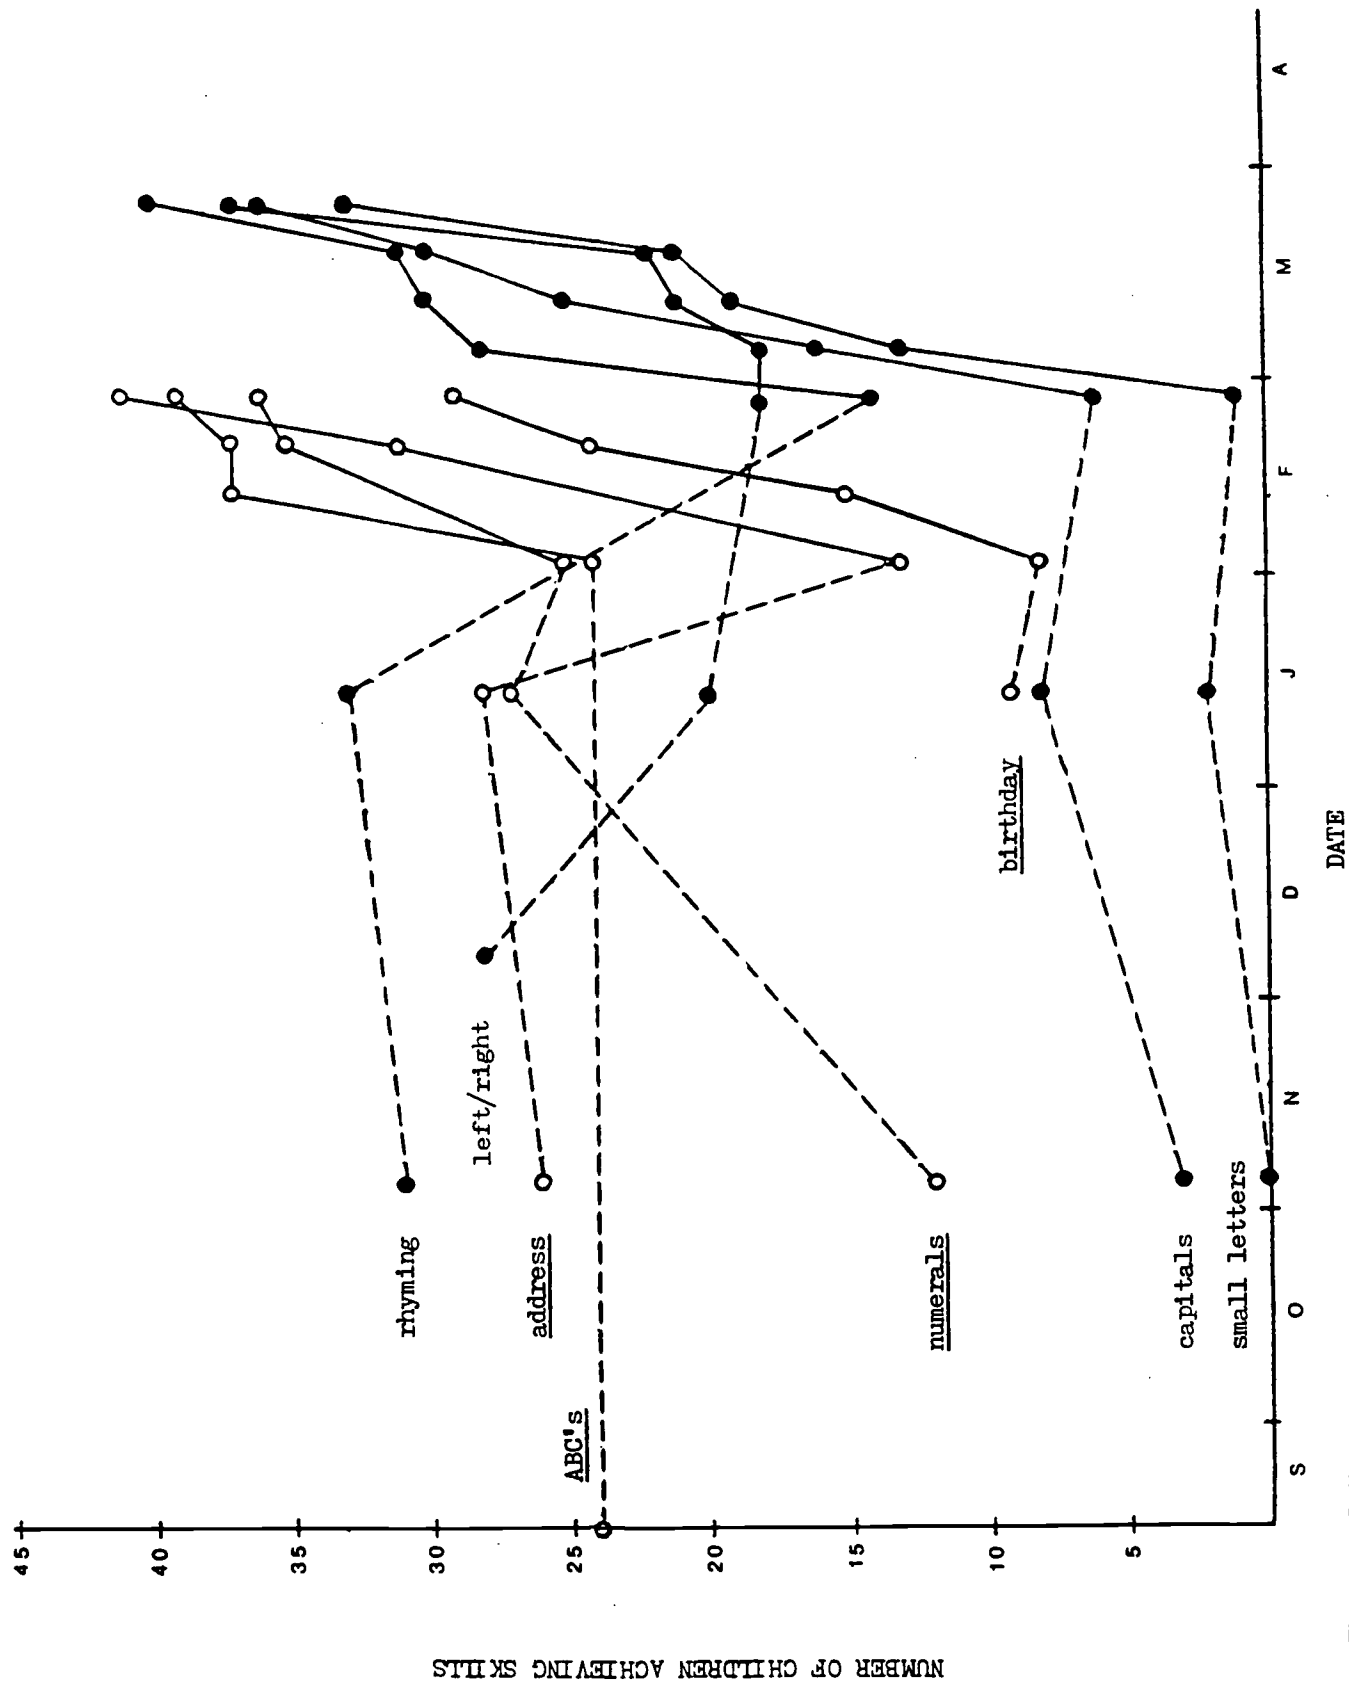 NUMBER OF CHILDREN ACHIEVING SKILLS
45
40
35
30
25
20
15
10
5
rhyming
left/right
address
ABC's
numerals
birthday
capitals
small letters
S O N D J F M A
DATE